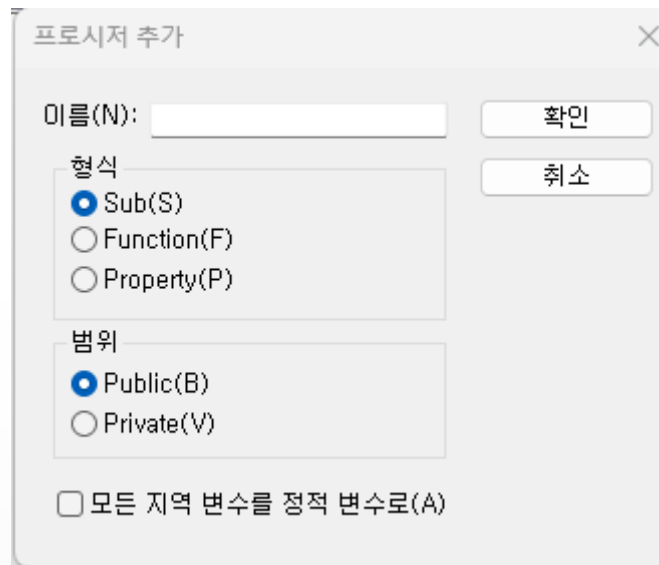 프로시저 추가
이름(N):
확인
형식
취소
Sub(S)
Function(F)
Property(P)
범위
Public(B)
Private(V)
모든 지역 변수를 정적 변수로(A)